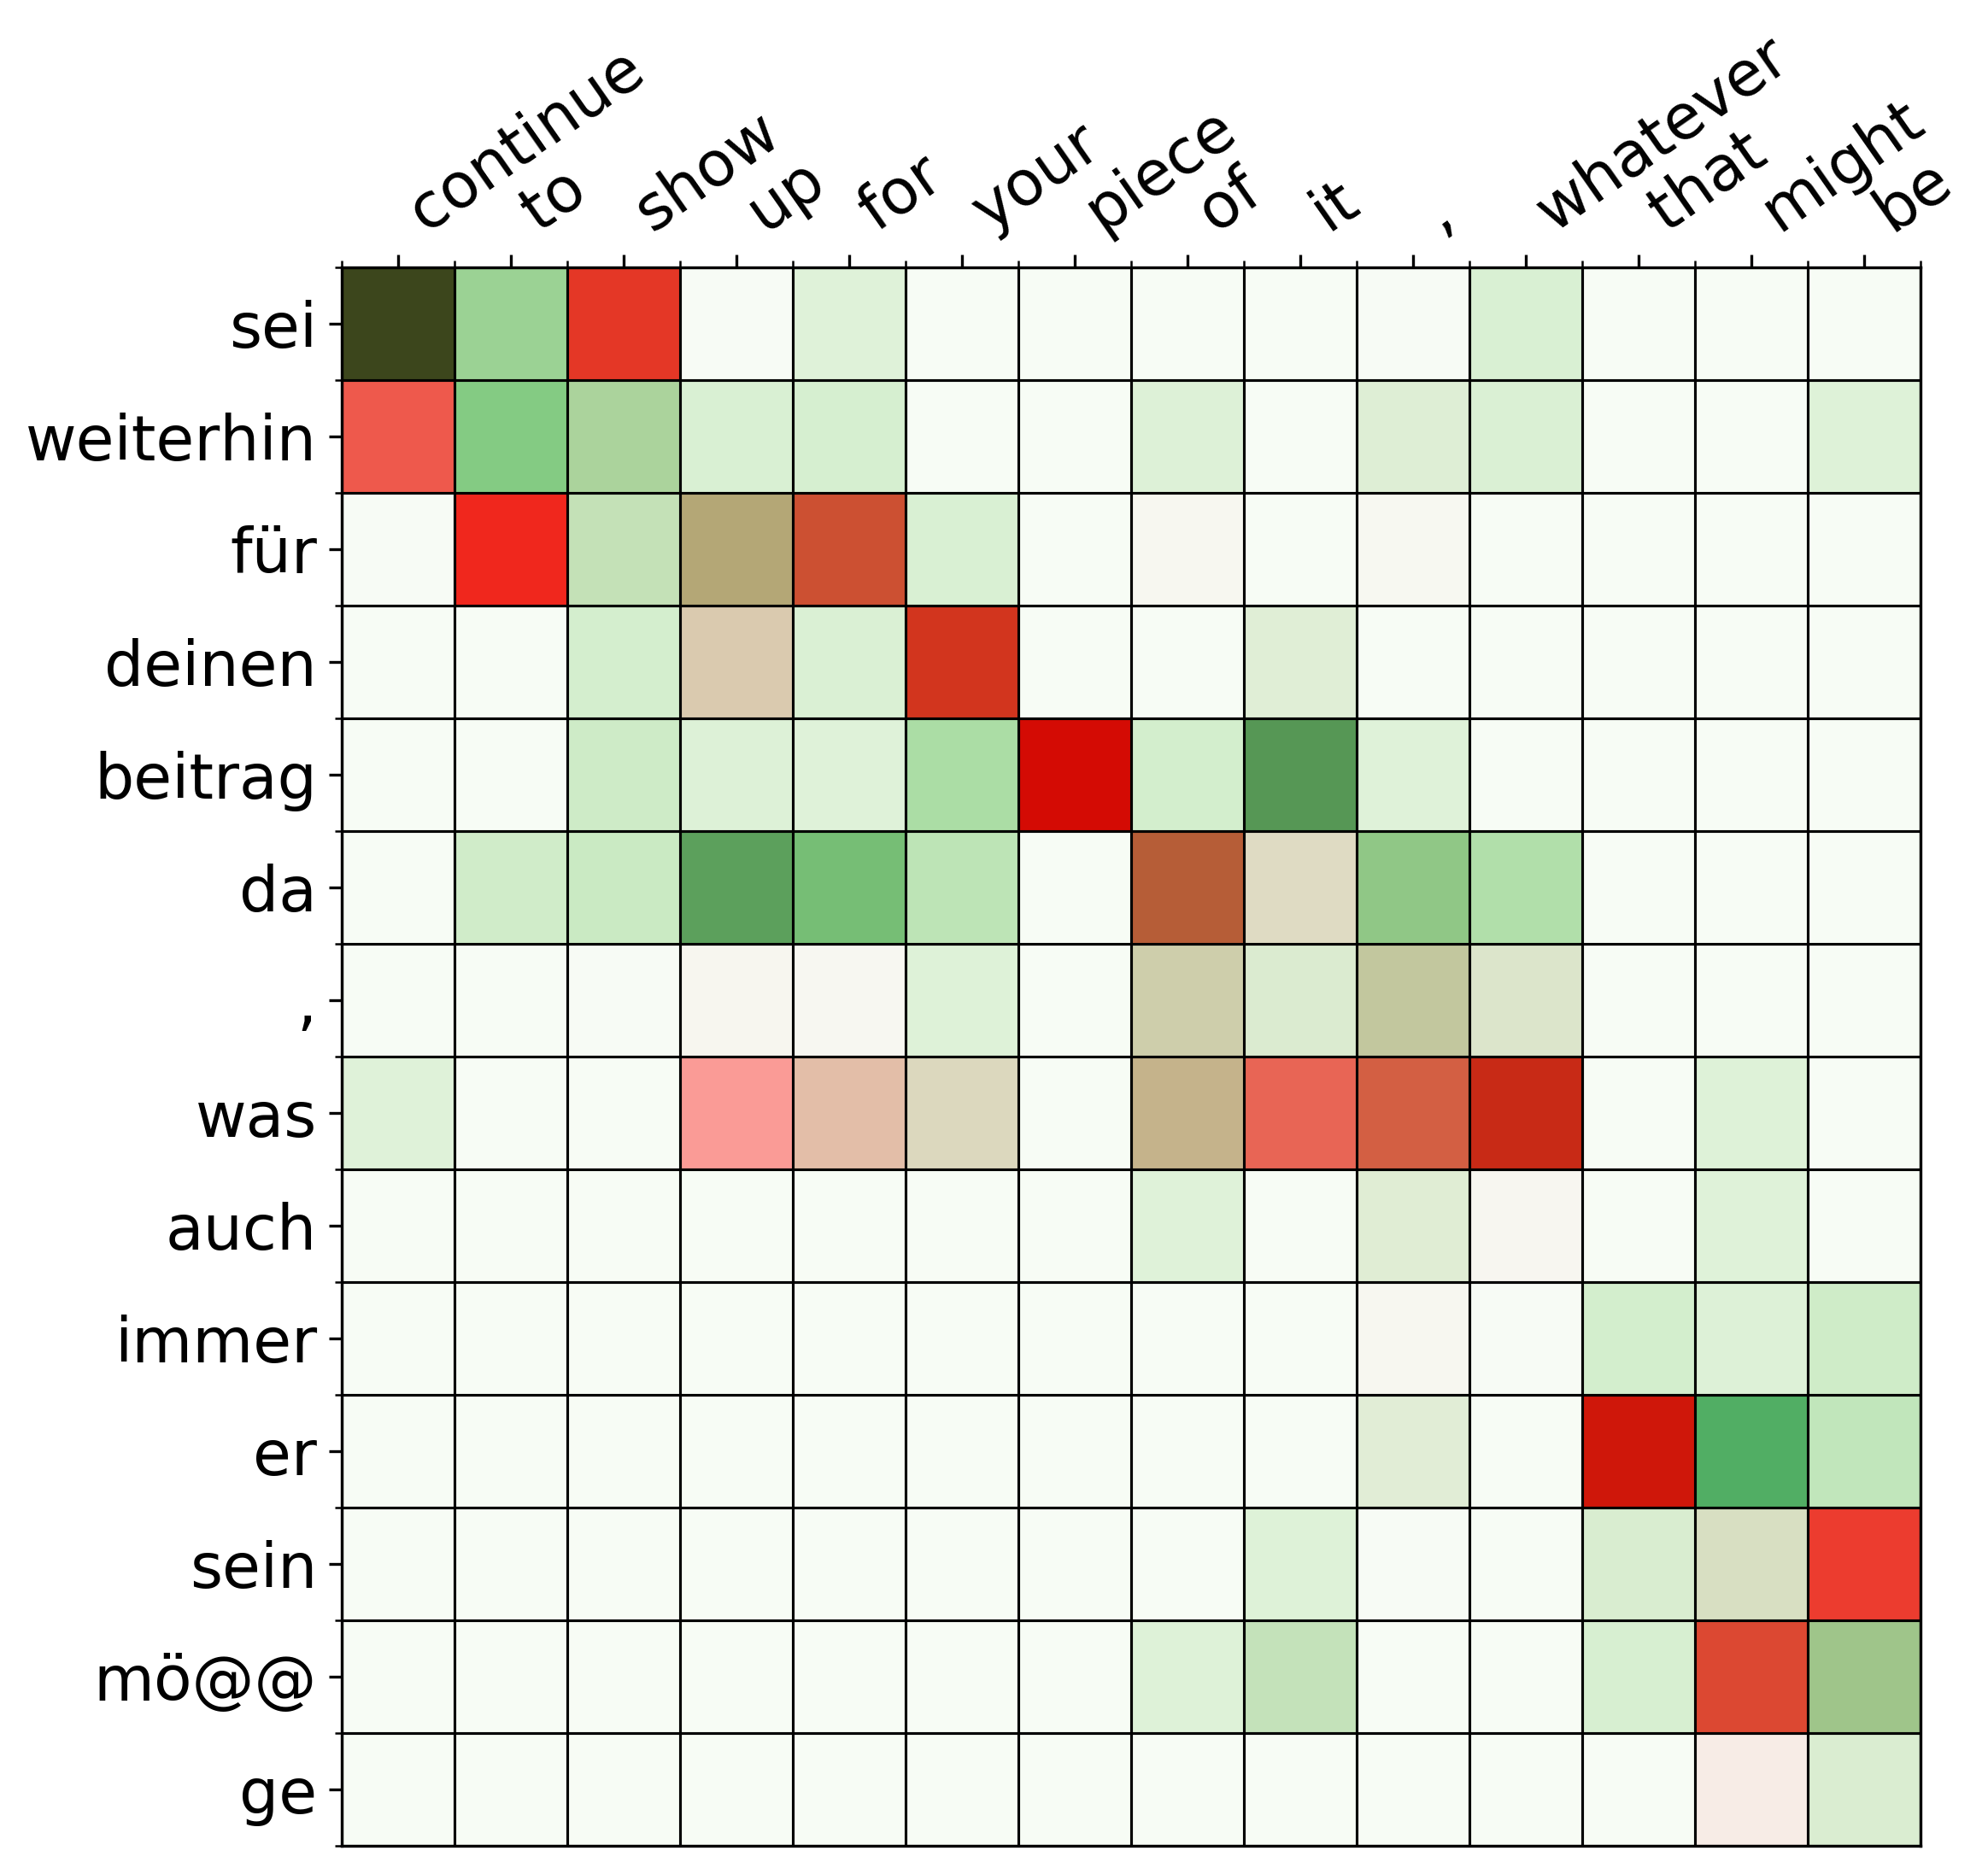 continue
to
show
up
for
your
piece
of
it
,
whatever
that
might
be
sei
weiterhin
für
deinen
beitrag
da
,
was
auch
immer
er
sein
mö@@
ge